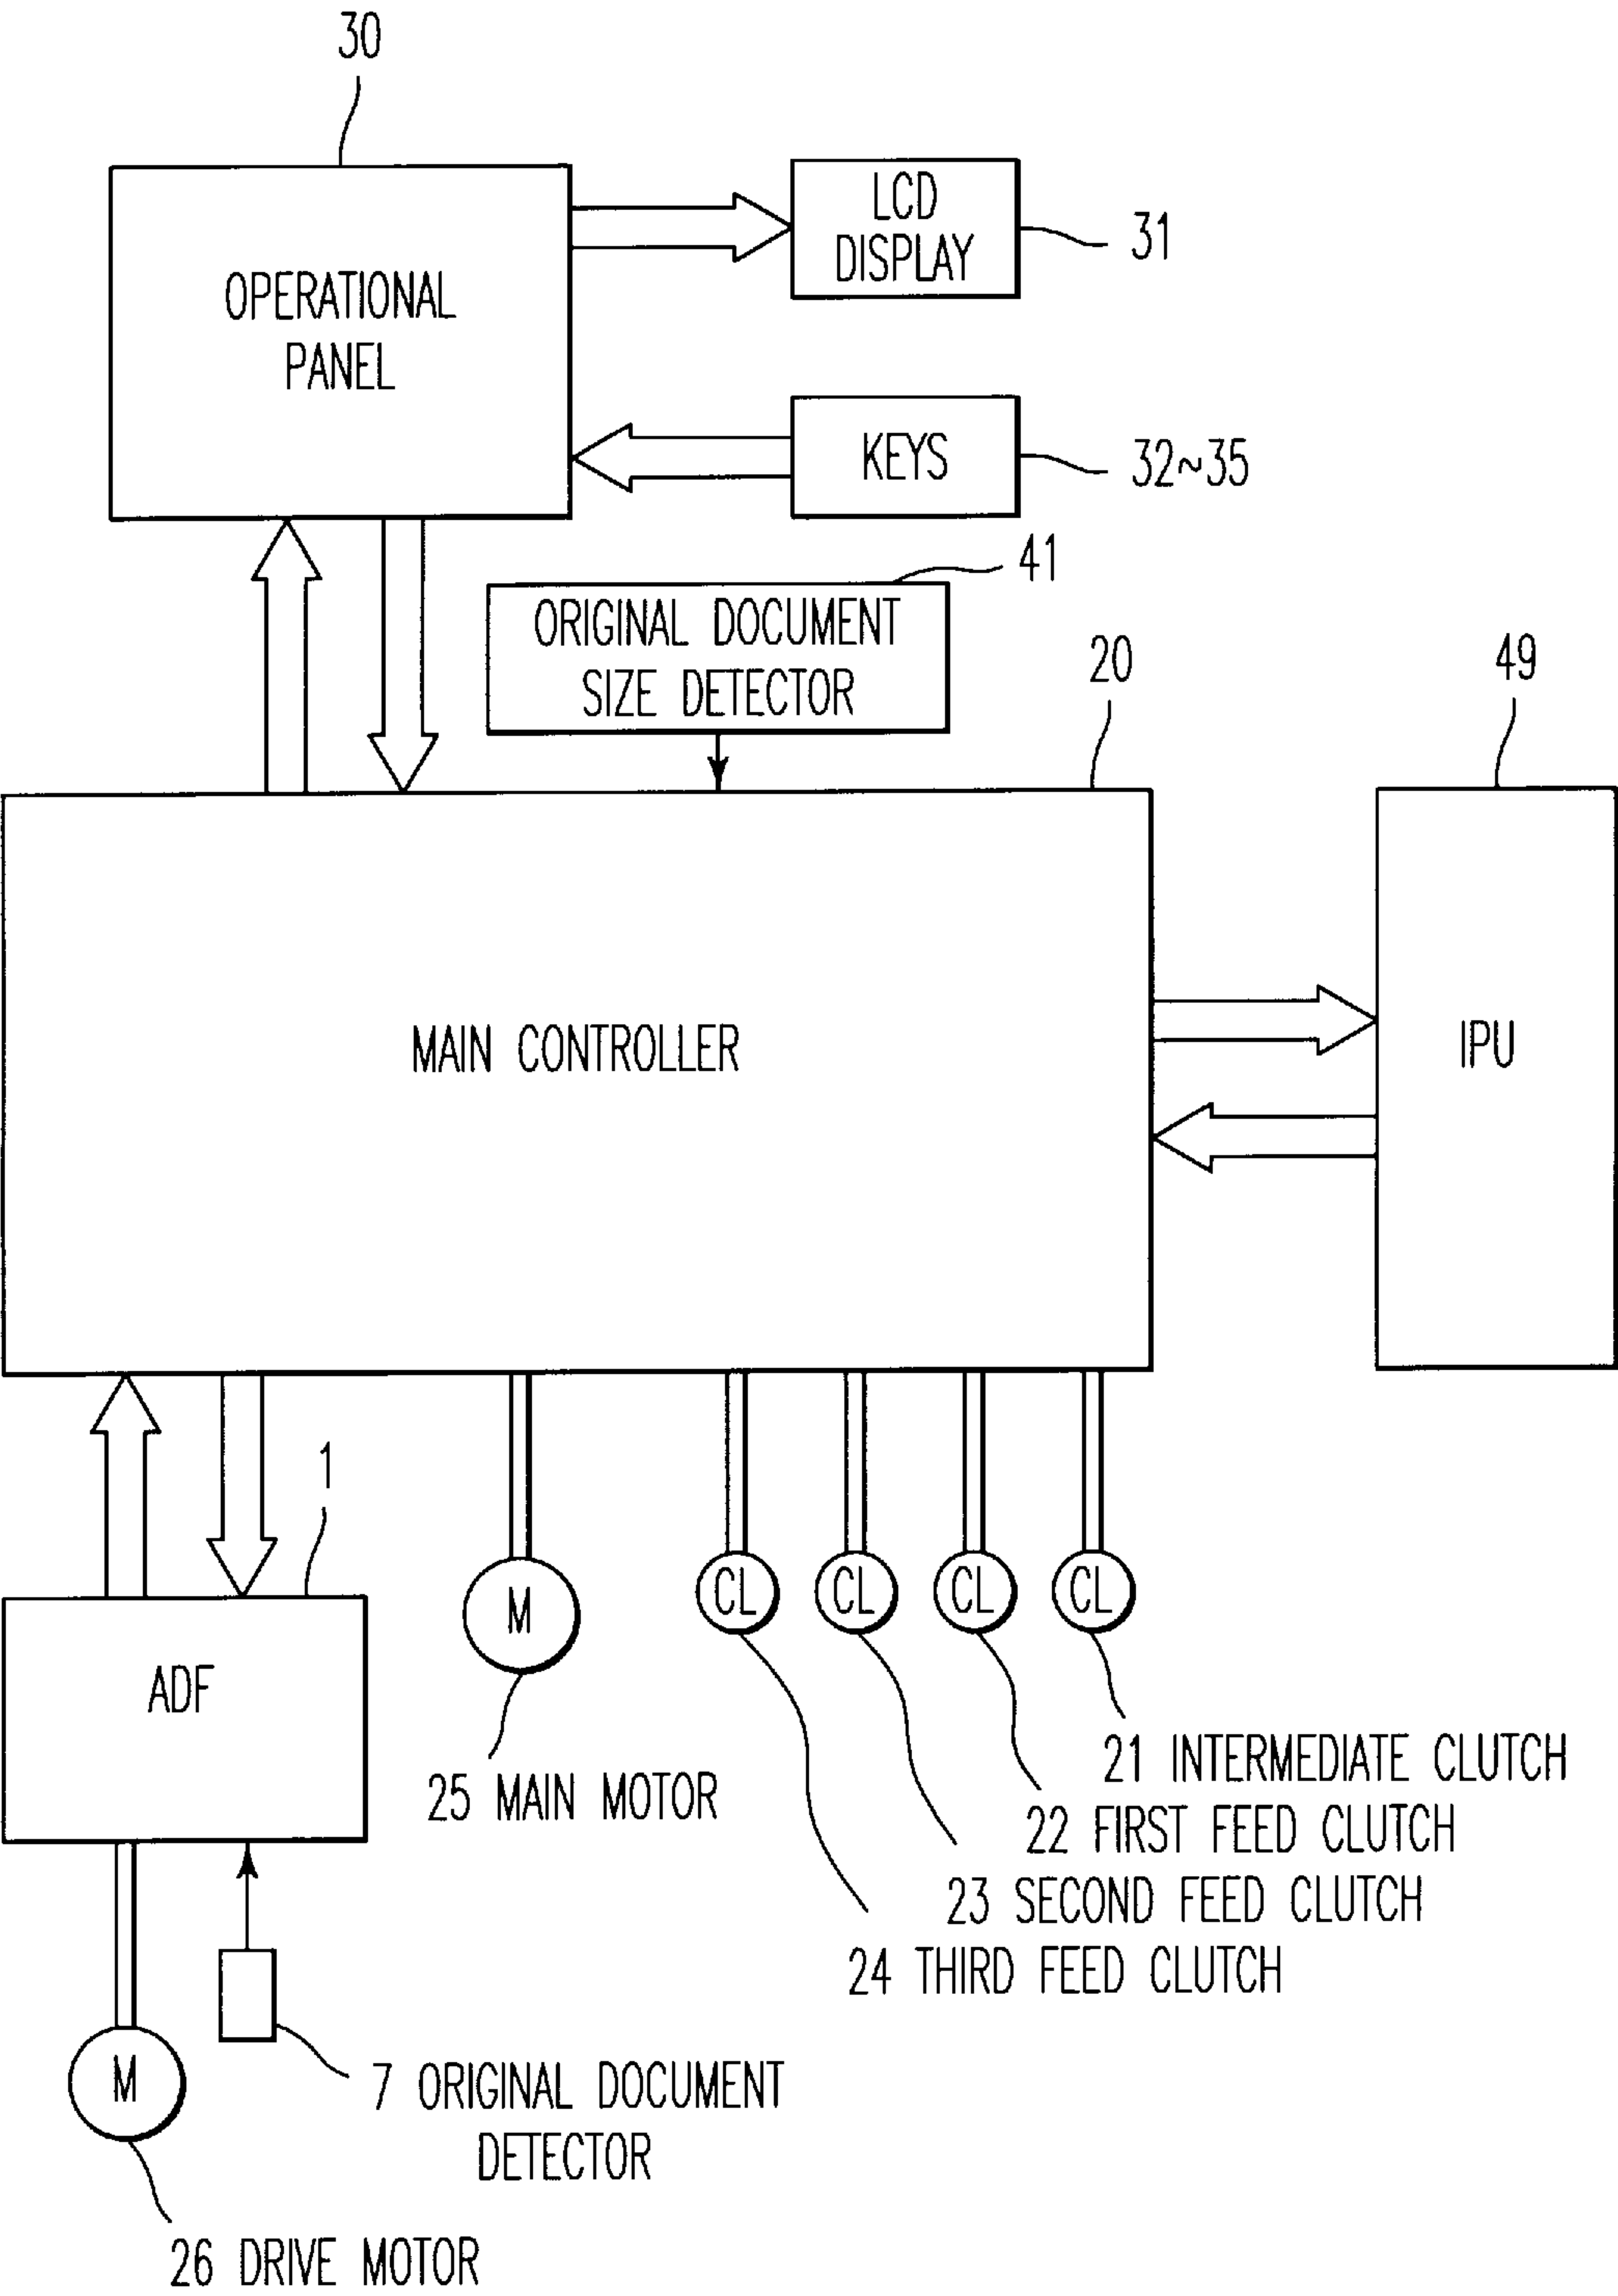 30
LCD
DISPLAY
31
OPERATIONAL
PANEL
KEYS
32~35
41
ORIGINAL DOCUMENT
SIZE DETECTOR
20
49
MAIN CONTROLLER
IPU
1
ADF
M
CL
CL
CL
CL
21 INTERMEDIATE CLUTCH
25 MAIN MOTOR
22 FIRST FEED CLUTCH
23 SECOND FEED CLUTCH
24 THIRD FEED CLUTCH
M
7 ORIGINAL DOCUMENT
DETECTOR
26 DRIVE MOTOR